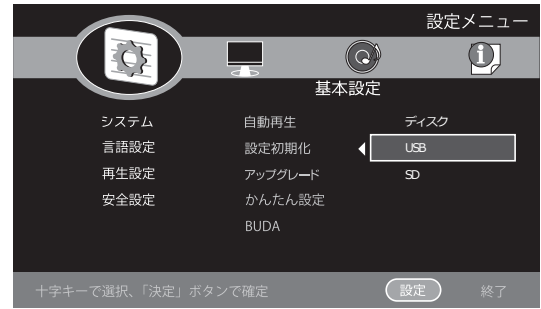 設定メニュー
基本設定
システム
言語設定
再生設定
安全設定
自動再生
設定初期化
アップグレード
かんたん設定
BUDA
ディスク
USB
SD
十字キーで選択、「決定」ボタンで確定
設定
終了